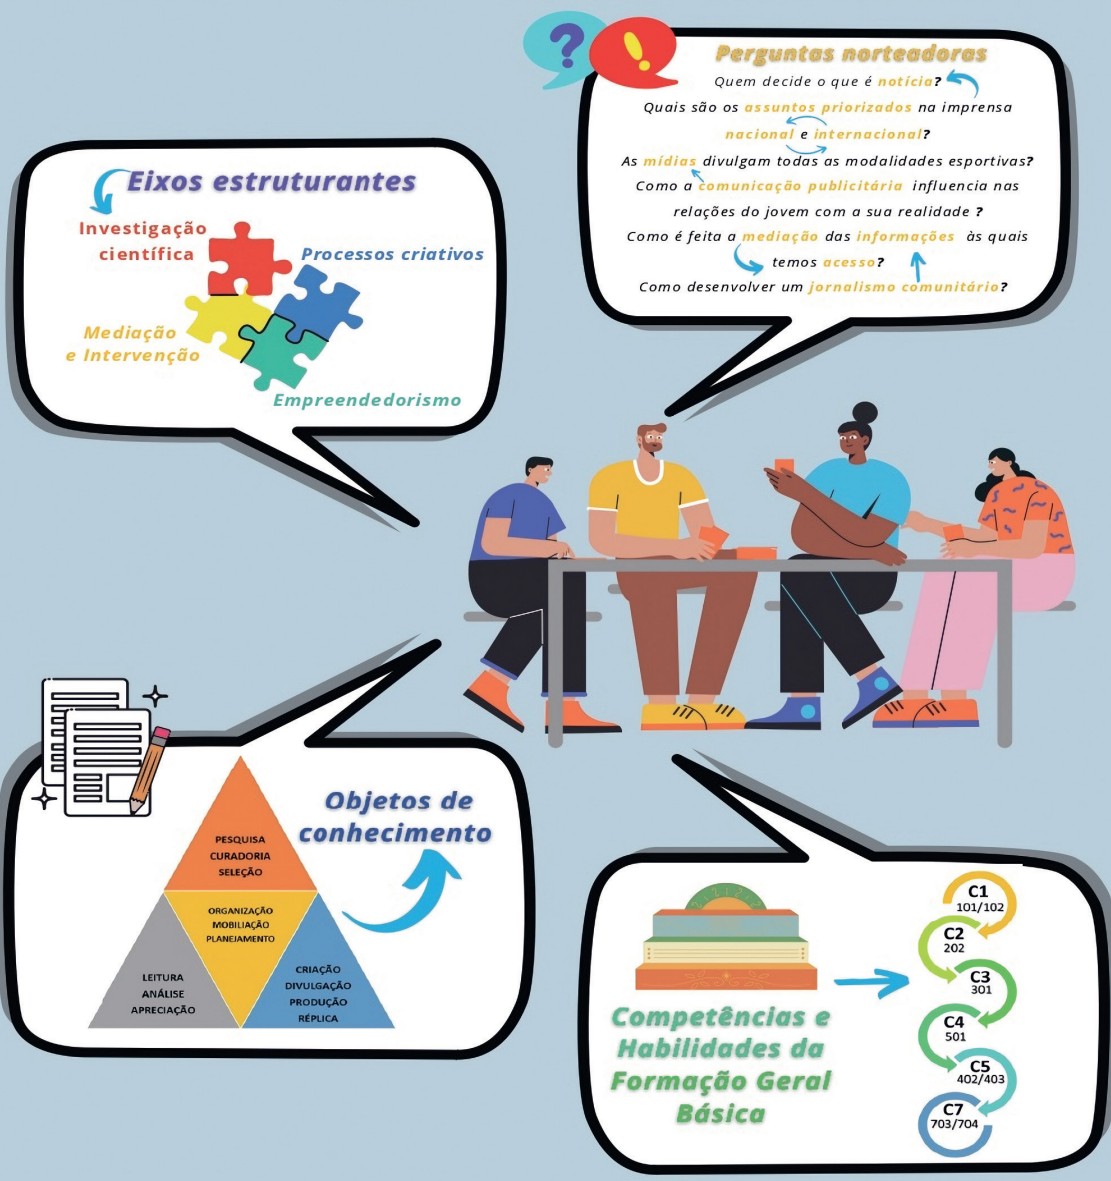 Perguntas norteadoras
Quem decide o que é notícia?
Quais são os assuntos priorizados na imprensa
nacional e internacional?
As mídias divulgam todas as modalidades esportivas?
Como a comunicação publicitária influencia nas
relações do jovem com a sua realidade ?
Como é feita a mediação das informações às quais
temos acesso?
Como desenvolver um jornalismo comunitário?
Eixos estruturantes
Investigação
científica
Processos criativos
Mediação
e Intervenção
Empreendedorismo
Objetos de
conhecimento
PESQUISA
CURADORIA
SELEÇÃO
ORGANIZAÇÃO
MOBILIAÇÃO
PLANEJAMENTO
LEITURA
ANÁLISE
APRECIAÇÃO
CRIAÇÃO
DIVULGAÇÃO
PRODUÇÃO
RÉPLICA
Competências e
Habilidades da
Formação Geral
Básica
C1
101/102
C2
202
C3
301
C4
501
C5
402/403
C7
703/704